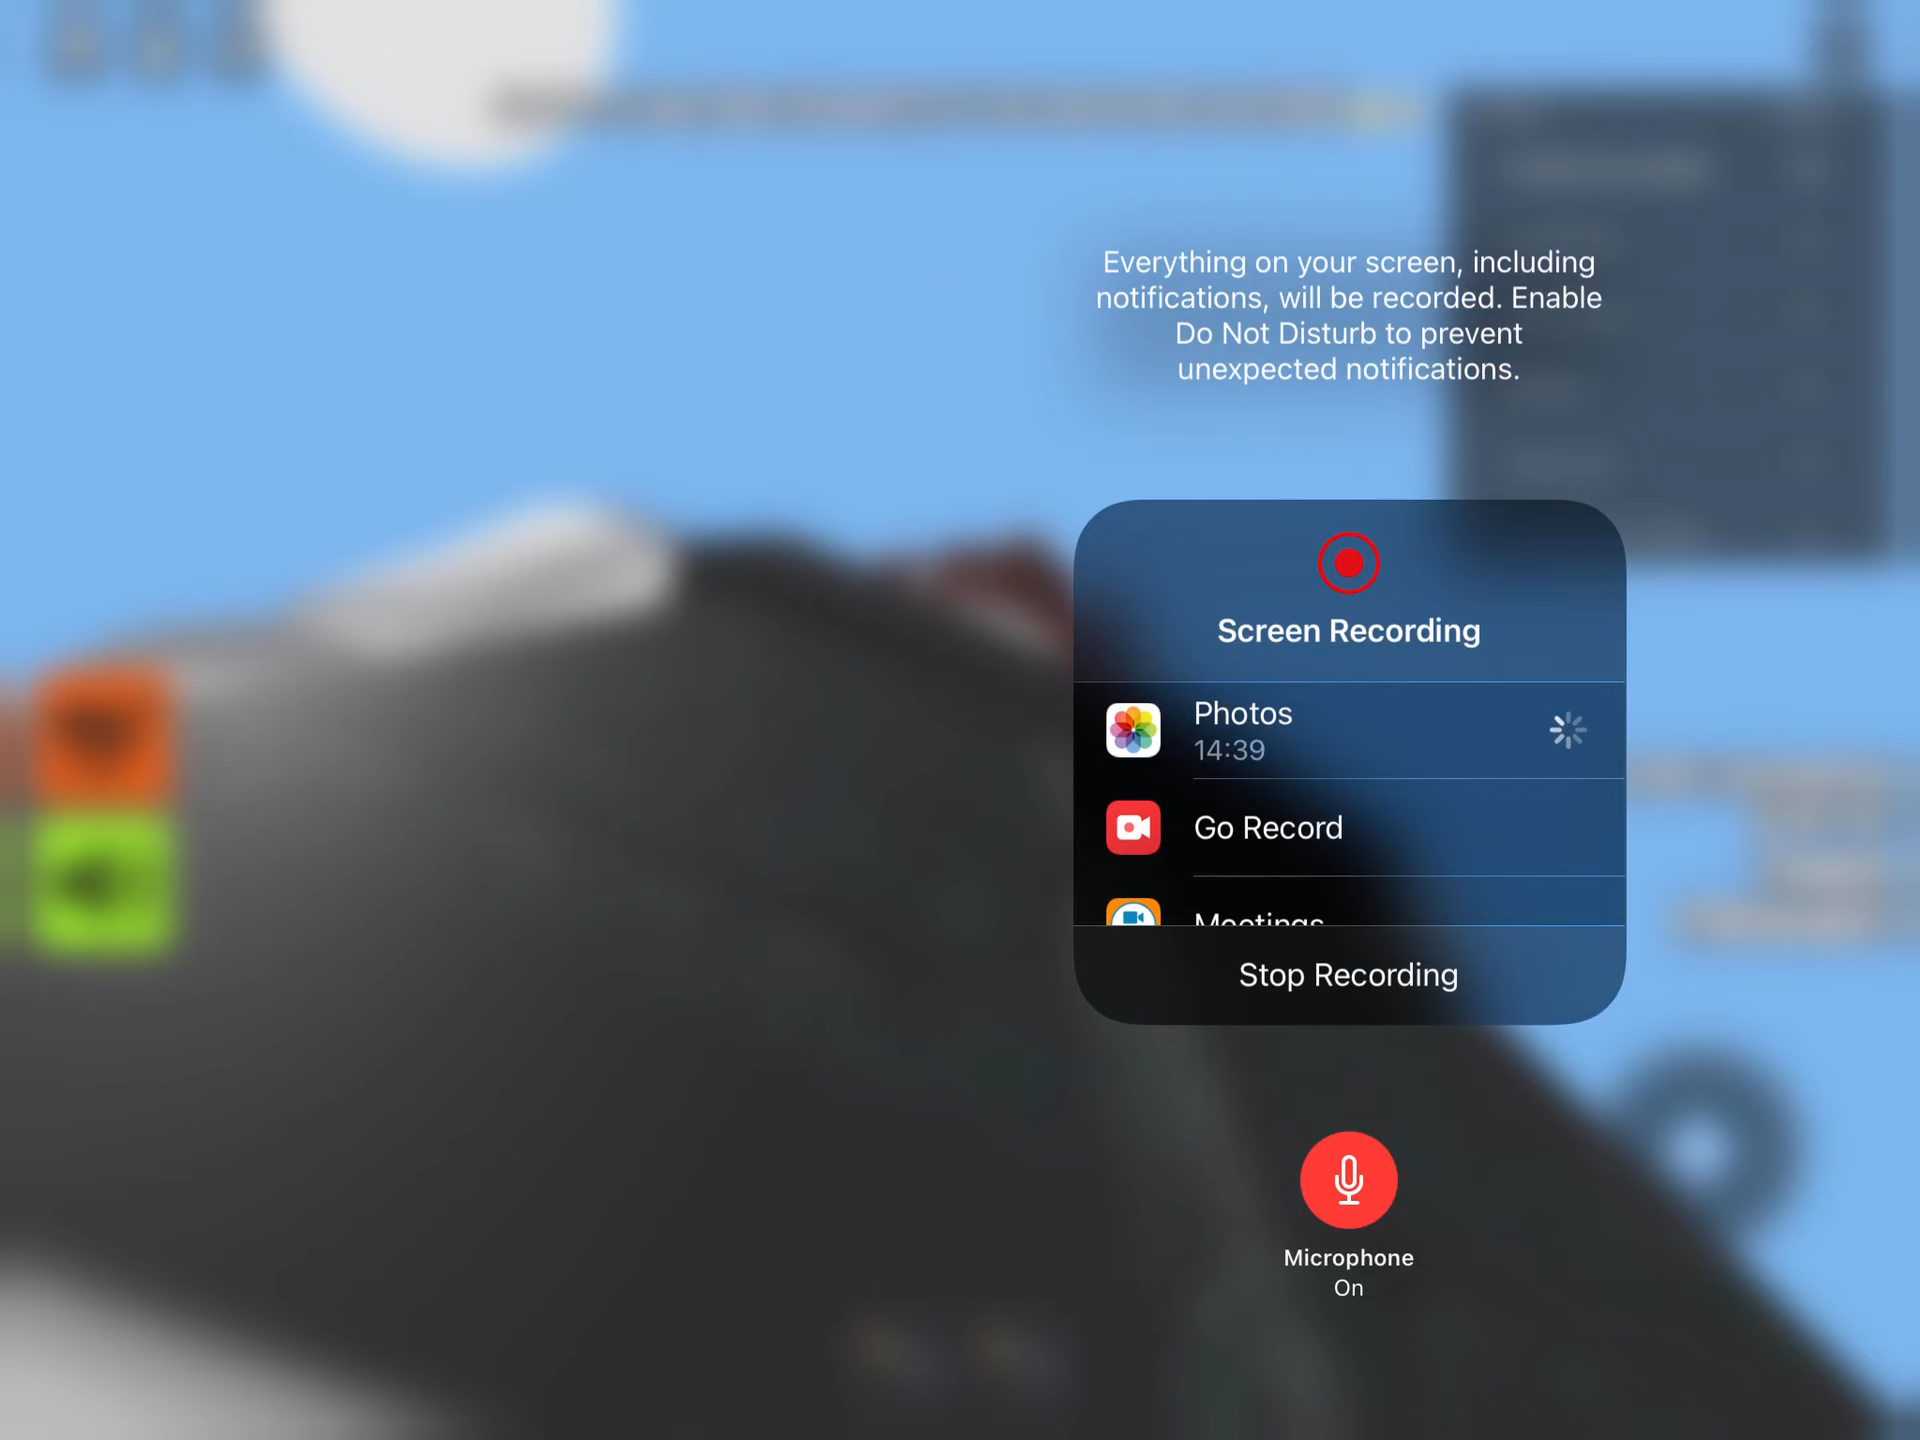 Everything on your screen, including
notifications, will be recorded. Enable
Do Not Disturb to prevent
unexpected notifications.
Screen Recording
Photos
14:39
Go Record
Meetings
Stop Recording
Microphone
On